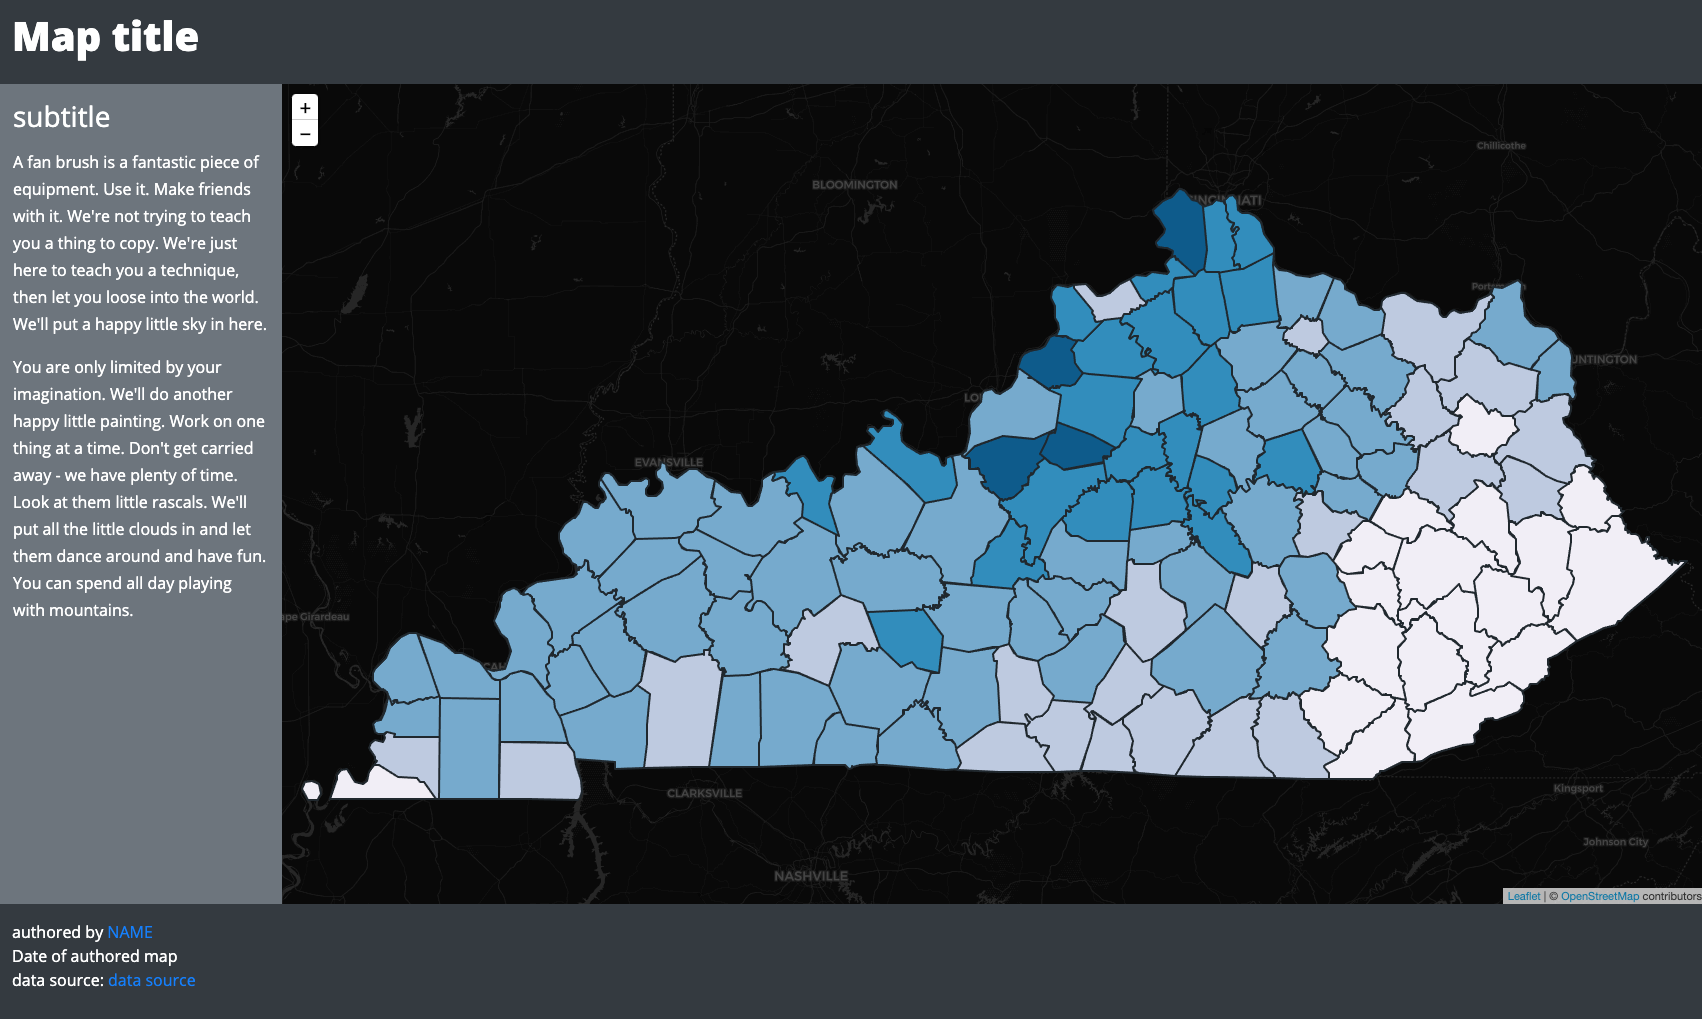 Map title
subtitle
A fan brush is a fantastic piece of
equipment. Use it. Make friends
with it. We're not trying to teach
you a thing to copy. We're just
here to teach you a technique,
then let you loose into the world.
We'll put a happy little sky in here.
You are only limited by your
imagination. We'll do another
happy little painting. Work on one
thing at a time. Don't get carried
away - we have plenty of time.
Look at them little rascals. We'll
put all the little clouds in and let
them dance around and have fun.
You can spend all day playing
with mountains.
+
−
Chillicothe
BLOOMINGTON
EVANSVILLE
CLARKSVILLE
Kingsport
Johnson City
NASHVILLE
Leaflet | © OpenStreetMap contributors
authored by NAME
Date of authored map
data source: data source